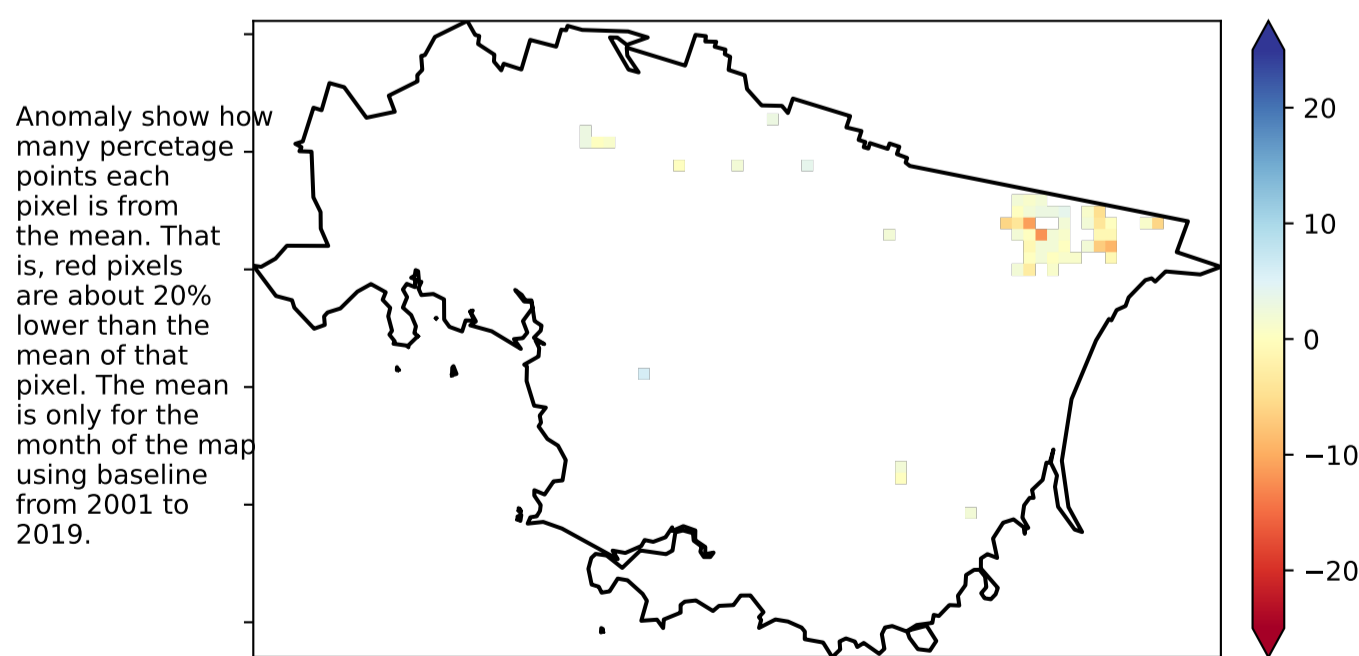 Anomaly show how
many percetage
points each
pixel is from
the mean. That
is, red pixels
are about 20%
lower than the
mean of that
pixel. The mean
is only for the
month of the map
using baseline
from 2001 to
2019.
20
10
0
−10
−20